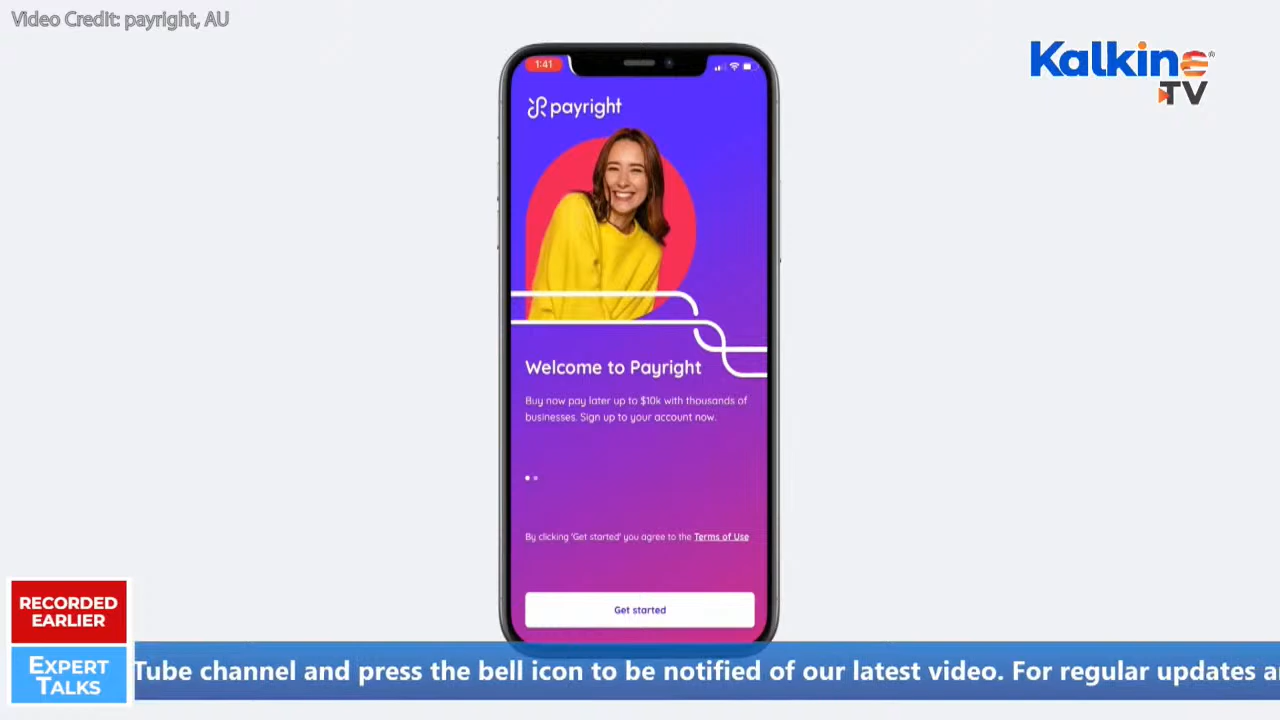 Video Credit: payright, AU
Kalkine
TV
1:41
payright
Welcome to Payright
Buy now pay later up to $10k with thousands of
businesses. Sign up to your account now.
By clicking 'Get started' you agree to the Terms of Use
Get started
RECORDED
EARLIER
EXPERT
TALKS
Tube channel and press the bell icon to be notified of our latest video. For regular updates a